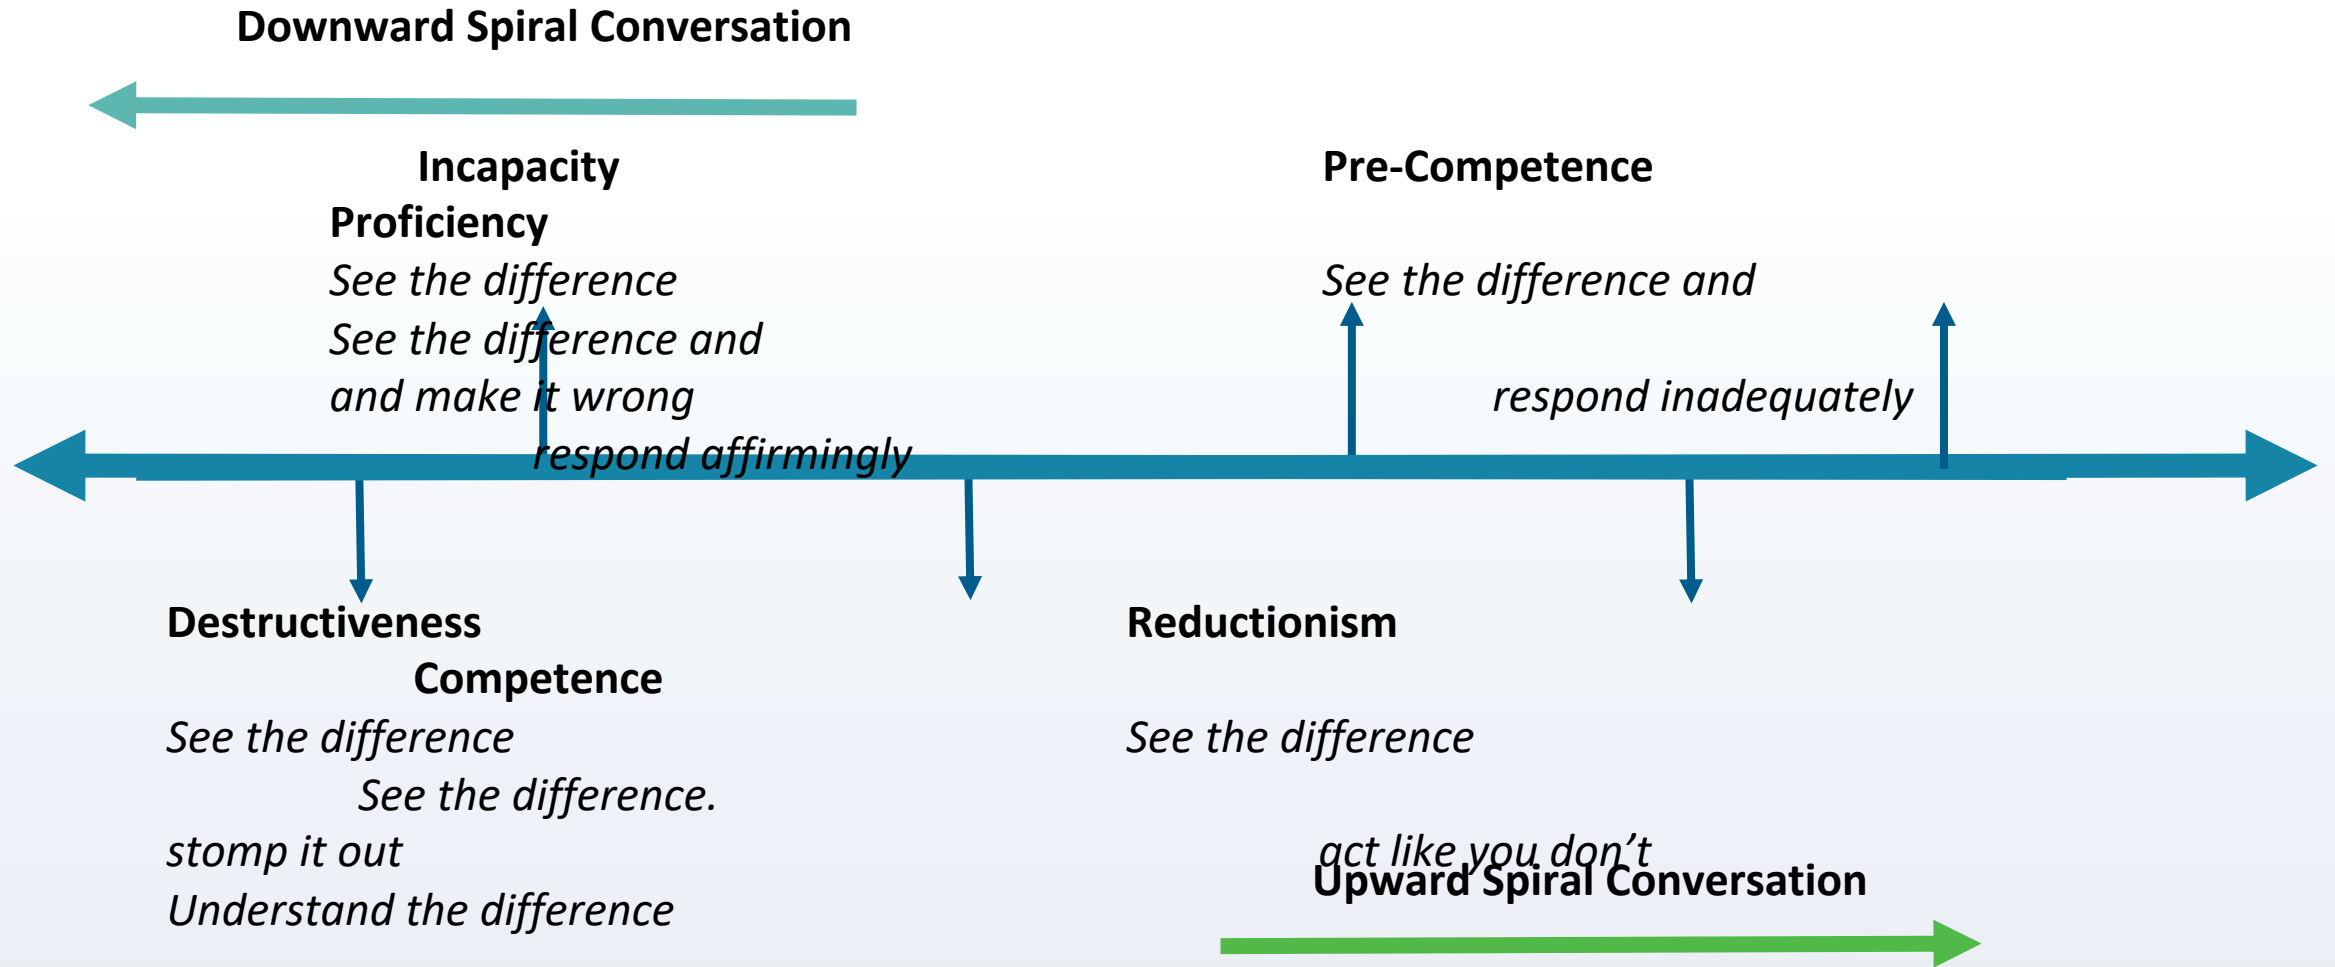 Downward Spiral Conversation
Incapacity
Pre-Competence
Proficiency
See the difference
See the difference and
See the difference and
and make it wrong
respond inadequately
respond affirmingly
Destructiveness
Reductionism
Competence
See the difference
See the difference
See the difference.
stomp it out
act like you don’t
Understand the difference
Upward Spiral Conversation